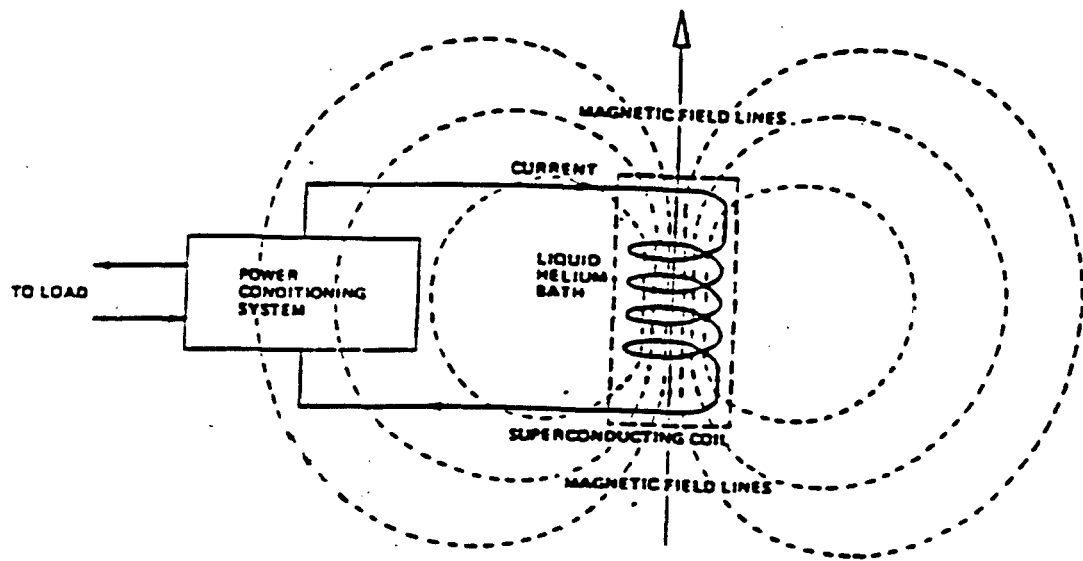 MAGNETIC FIELD LINES
CURRENT
LIQUID
HELIUM
BATH
POWER
CONDITIONING
SYSTEM
TO LOAD
SUPERCONDUCTING COIL
MAGNETIC FIELD LINES